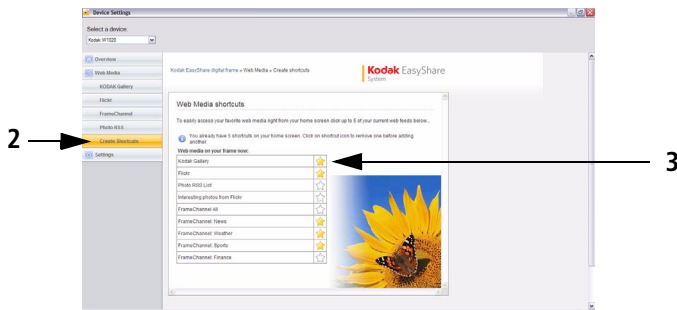 Device Settings
Select a device:
Kodak W1020
Overview
Web Media
KODAK Gallery
Flickr
FrameChannel
Photo RSS
2
Create Shortcuts
Settings
Kodak EasyShare digital frame » Web Media » Create shortcuts
Kodak EasyShare
System
Web Media shortcuts
To easily access your favorite web media right from your home screen click up to 5 of your current web feeds below...
You already have 5 shortcuts on your home screen. Click on shortcut icon to remove one before adding
another.
Web media on your frame now:
Kodak Gallery
3
Flickr
Photo RSS List
Interesting photos from Flickr
FrameChannel All
FrameChannel: News
FrameChannel: Weather
FrameChannel: Sports
FrameChannel: Finance